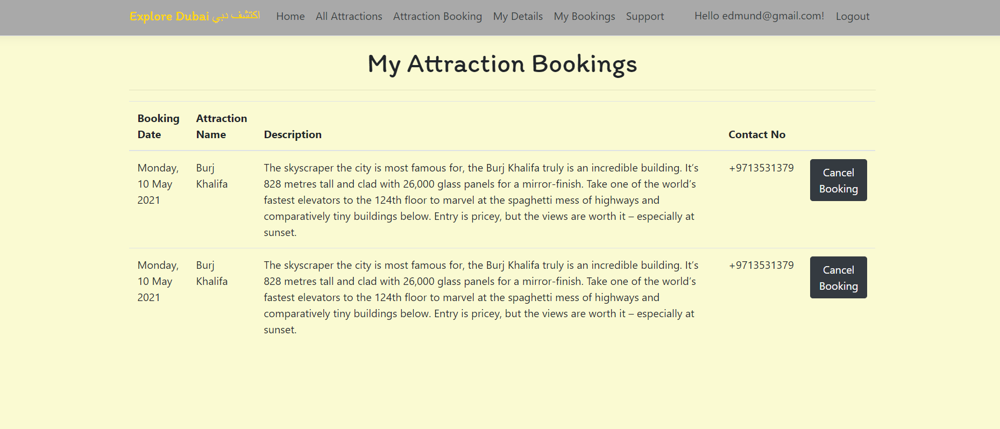 Explore Dubai اكتشف دبي Home All Attractions Attraction Booking My Details My Bookings Support Hello edmund@gmail.com! Logout
My Attraction Bookings
Booking Date Attraction Name Description Contact No
Monday, Burj The skyscraper the city is most famous for, the Burj Khalifa truly is an incredible building. It’s +9713531379 Cancel
10 May Khalifa 828 metres tall and clad with 26,000 glass panels for a mirror-finish. Take one of the world’s Booking
2021 fastest elevators to the 124th floor to marvel at the spaghetti mess of highways and
comparatively tiny buildings below. Entry is pricey, but the views are worth it – especially at
sunset.
Monday, Burj The skyscraper the city is most famous for, the Burj Khalifa truly is an incredible building. It’s +9713531379 Cancel
10 May Khalifa 828 metres tall and clad with 26,000 glass panels for a mirror-finish. Take one of the world’s Booking
2021 fastest elevators to the 124th floor to marvel at the spaghetti mess of highways and
comparatively tiny buildings below. Entry is pricey, but the views are worth it – especially at
sunset.